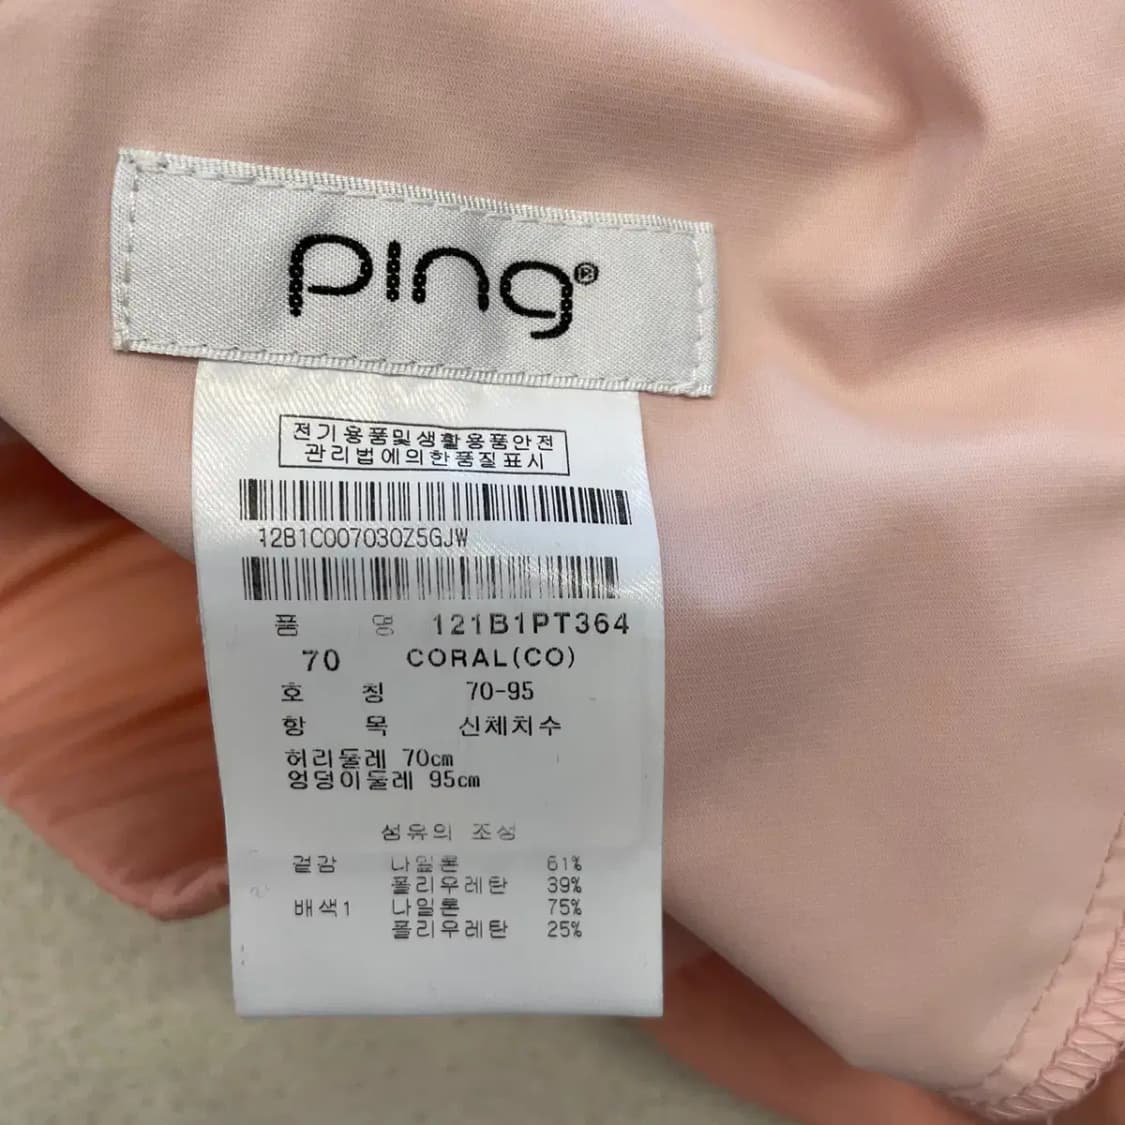 ping®
전기용품및생활용품안전
관리법에의한품질표시
12B1C007030Z5GJW
품 명 121B1PT364
70 CORAL(CO)
호 칭 70-95
항 목 신체치수
허리둘레 70cm
엉덩이둘레 95cm
섬유의 조성
겉감 나일론 61%
폴리우레탄 39%
배색1 나일론 75%
폴리우레탄 25%